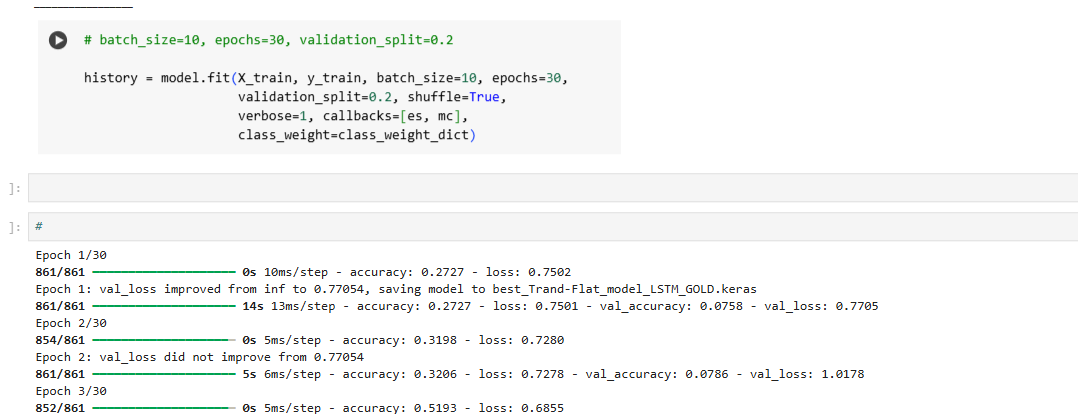 # batch_size=10, epochs=30, validation_split=0.2
history = model.fit(X_train, y_train, batch_size=10, epochs=30,
validation_split=0.2, shuffle=True,
verbose=1, callbacks=[es, mc],
class_weight=class_weight_dict)
]:
]: #
Epoch 1/30
861/861 0s 10ms/step - accuracy: 0.2727 - loss: 0.7502
Epoch 1: val_loss improved from inf to 0.77054, saving model to best_Trand-Flat_model_LSTM_GOLD.keras
861/861 14s 13ms/step - accuracy: 0.2727 - loss: 0.7501 - val_accuracy: 0.0758 - val_loss: 0.7705
Epoch 2/30
854/861 0s 5ms/step - accuracy: 0.3198 - loss: 0.7280
Epoch 2: val_loss did not improve from 0.77054
861/861 5s 6ms/step - accuracy: 0.3206 - loss: 0.7278 - val_accuracy: 0.0786 - val_loss: 1.0178
Epoch 3/30
852/861 0s 5ms/step - accuracy: 0.5193 - loss: 0.6855